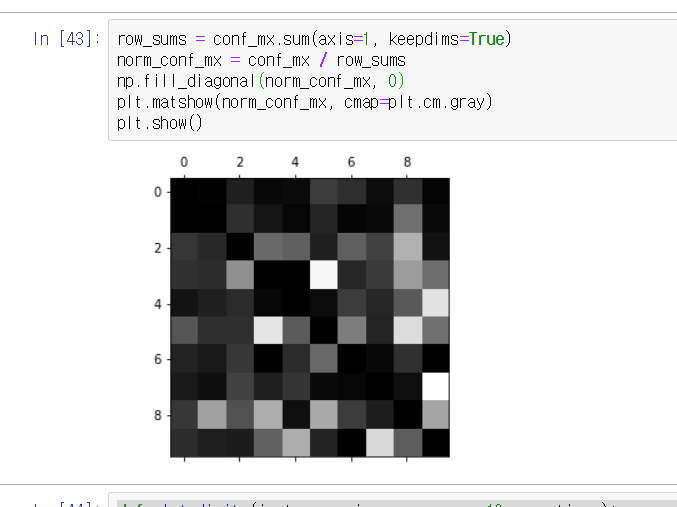 In [43]:
row_sums = conf_mx.sum(axis=1, keepdims=True)
norm_conf_mx = conf_mx / row_sums
np.fill_diagonal(norm_conf_mx, 0)
plt.matshow(norm_conf_mx, cmap=plt.cm.gray)
plt.show()
0 2 4 6 8
0
2
4
6
8